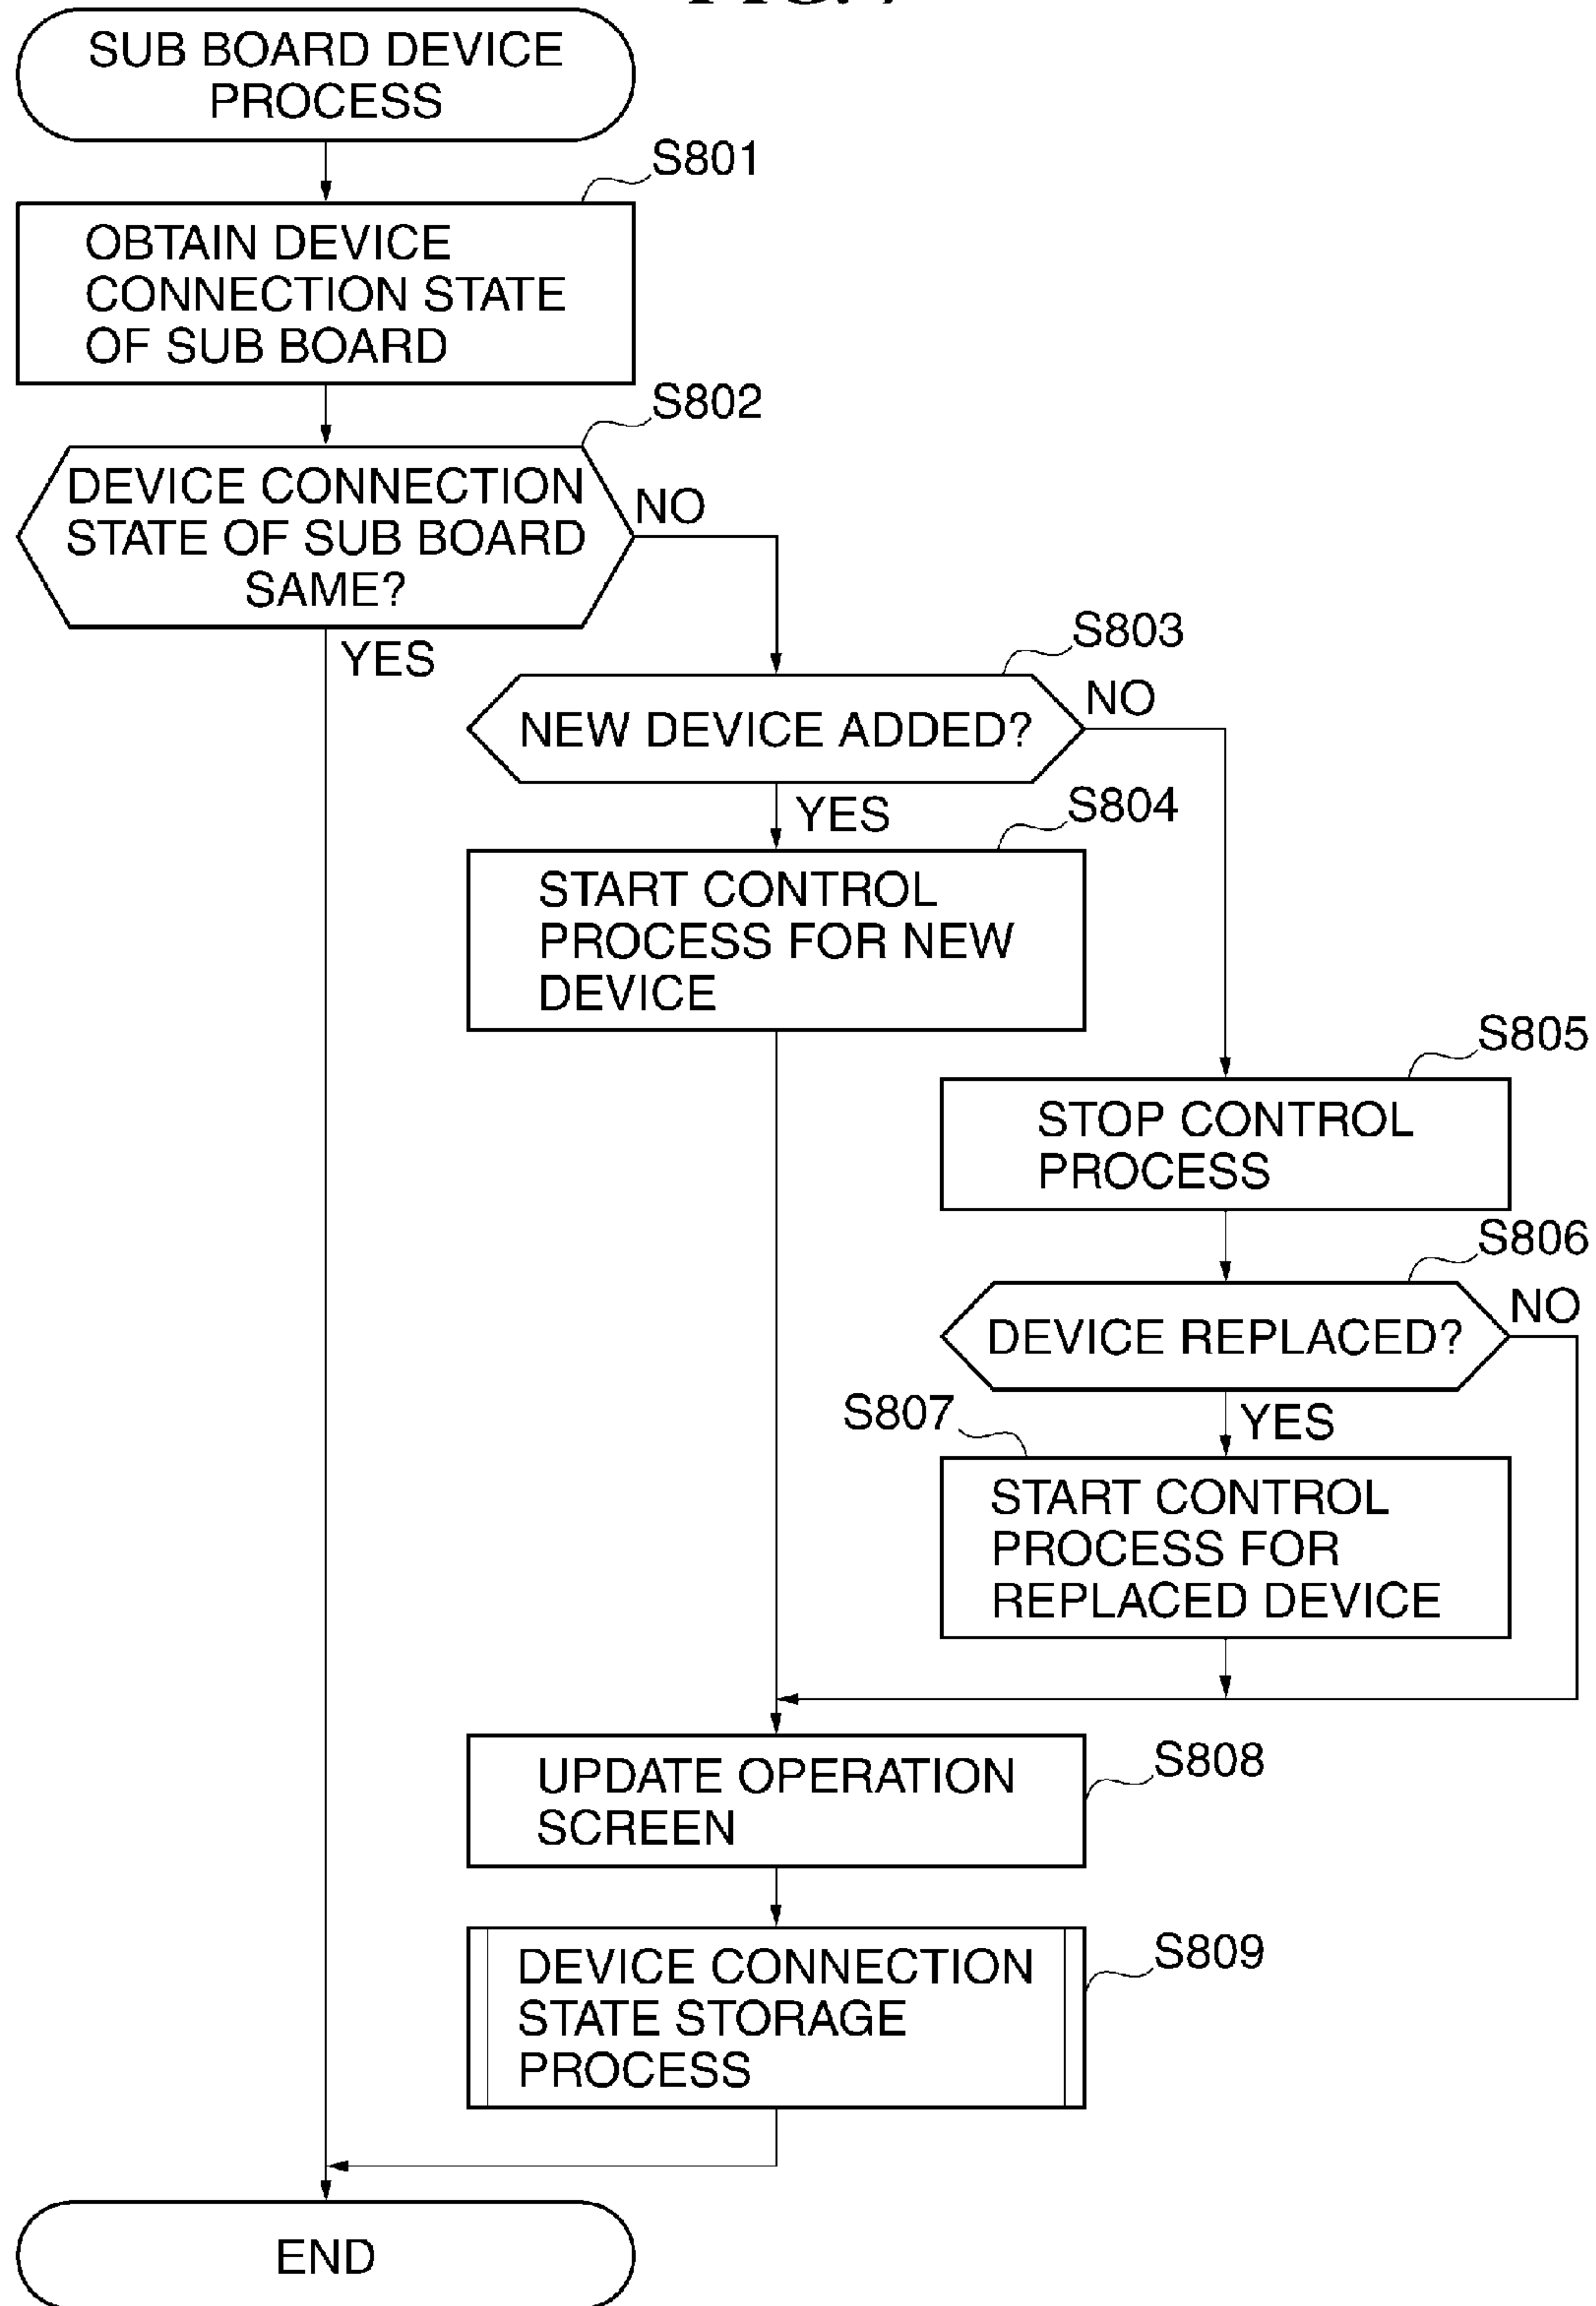 SUB BOARD DEVICE
PROCESS
S801
OBTAIN DEVICE
CONNECTION STATE
OF SUB BOARD
S802
DEVICE CONNECTION
STATE OF SUB BOARD
SAME?
NO
YES
S803
NEW DEVICE ADDED?
NO
YES
S804
START CONTROL
PROCESS FOR NEW
DEVICE
S805
STOP CONTROL
PROCESS
S806
DEVICE REPLACED?
NO
S807
YES
START CONTROL
PROCESS FOR
REPLACED DEVICE
UPDATE OPERATION
SCREEN
S808
DEVICE CONNECTION
STATE STORAGE
PROCESS
S809
END